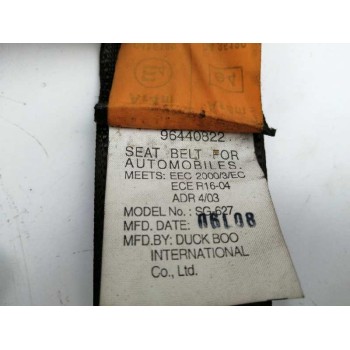 96440822
SEAT BELT FOR
AUTOMOBILES.
MEETS: EEC 2000/3/EC
ECE R16-04
ADR 4/03
MODEL No.: SG-627
MFD. DATE: 06L08
MFD.BY: DUCK BOO
INTERNATIONAL
Co., Ltd.